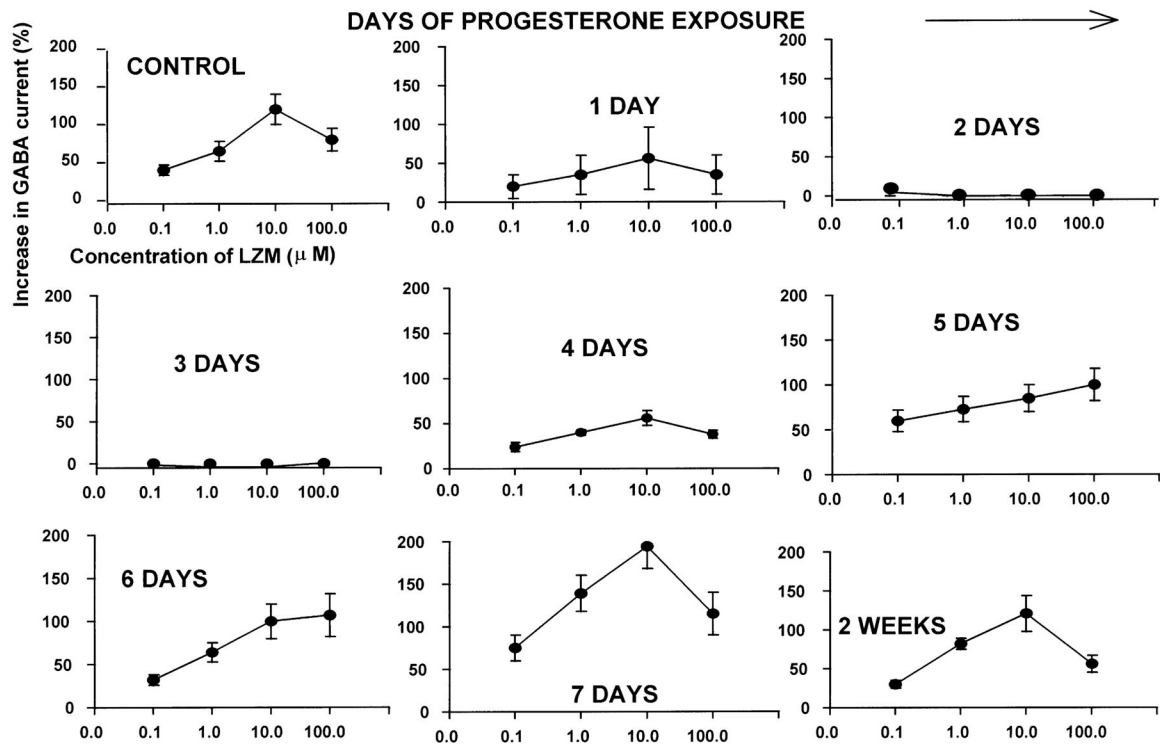 DAYS OF PROGESTERONE EXPOSURE
Increase in GABA current (%)
200
150
100
50
0
CONTROL
0.0 0.1 1.0 10.0 100.0
Concentration of LZM (μ M)
200
150
100
50
0
1 DAY
0.0 0.1 1.0 10.0 100.0
200
150
100
50
0
2 DAYS
0.0 0.1 1.0 10.0 100.0
200
150
100
50
0
3 DAYS
0.0 0.1 1.0 10.0 100.0
200
150
100
50
0
4 DAYS
0.0 0.1 1.0 10.0 100.0
200
150
100
50
0
5 DAYS
0.0 0.1 1.0 10.0 100.0
200
150
100
50
0
6 DAYS
0.0 0.1 1.0 10.0 100.0
200
150
100
50
0
7 DAYS
0.0 0.1 1.0 10.0 100.0
200
150
100
50
0
2 WEEKS
0.0 0.1 1.0 10.0 100.0